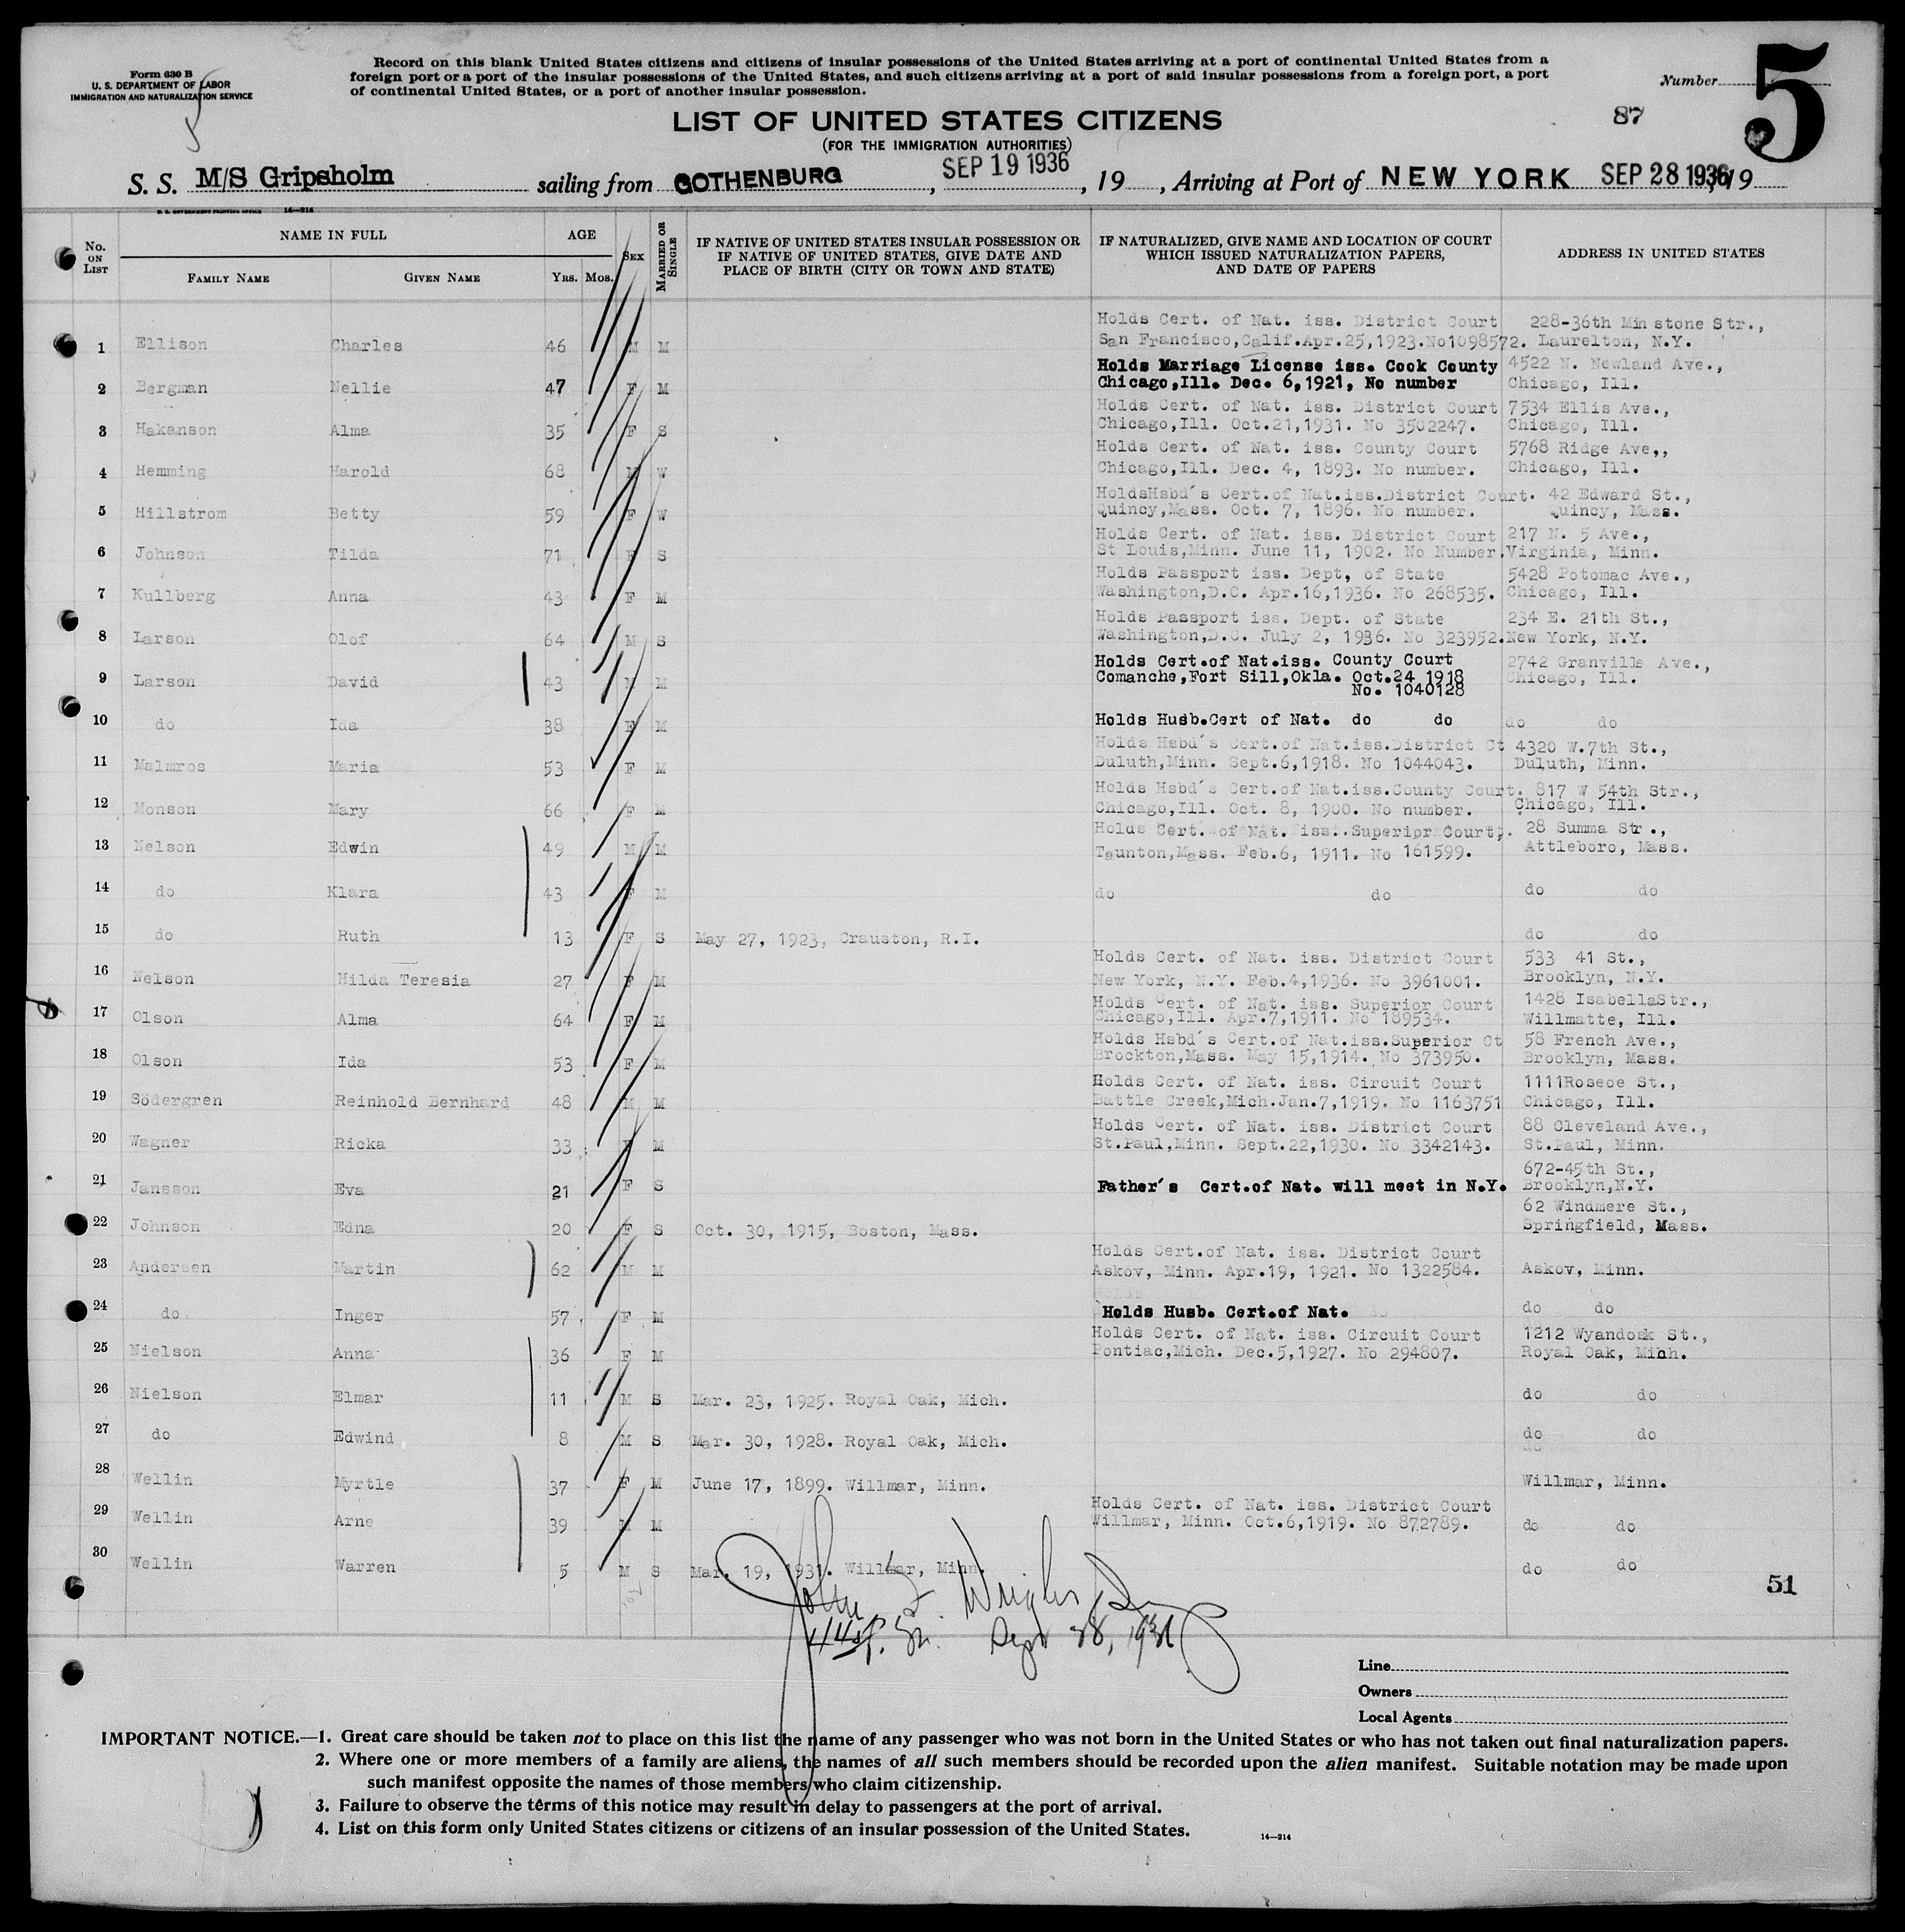 Form 630 B
U. S. DEPARTMENT OF LABOR
IMMIGRATION AND NATURALIZATION SERVICE
Record on this blank United States citizens and citizens of insular possessions of the United States arriving at a port of continental United States from a
foreign port or a port of the insular possessions of the United States, and such citizens arriving at a port of said insular possessions from a foreign port, a port
of continental United States, or a port of another insular possession.
Number 5
87
LIST OF UNITED STATES CITIZENS
(FOR THE IMMIGRATION AUTHORITIES)
S. S. M/S Gripsholm sailing from GOTHENBURG, SEP 19 1936, 19 , Arriving at Port of NEW YORK SEP 28 1936, 19
U. S. GOVERNMENT PRINTING OFFICE 14—214
No. ON LIST
NAME IN FULL
FAMILY NAME GIVEN NAME
AGE
YRS. MOS.
SEX
MARRIED OR SINGLE
IF NATIVE OF UNITED STATES INSULAR POSSESSION OR
IF NATIVE OF UNITED STATES, GIVE DATE AND
PLACE OF BIRTH (CITY OR TOWN AND STATE)
IF NATURALIZED, GIVE NAME AND LOCATION OF COURT
WHICH ISSUED NATURALIZATION PAPERS,
AND DATE OF PAPERS
ADDRESS IN UNITED STATES
Holds Cert. of Nat. iss. District Court 228-36th Min stone Str.,
1 Ellison Charles 46 M M San Francisco,Calif.Apr.25,1923.No1098572. Laurelton, N.Y.
Holds Marriage License iss. Cook County 4522 N. Newland Ave.,
2 Bergman Nellie 47 F M Chicago,Ill. Dec. 6,1921, No number Chicago, Ill.
Holds Cert. of Nat. iss. District Court 7534 Ellis Ave.,
3 Hakanson Alma 35 F S Chicago,Ill. Oct.21,1931. No 3502247. Chicago, Ill.
Holds Cert. of Nat. iss. County Court 5768 Ridge Ave,,
4 Hemming Harold 68 M W Chicago,Ill. Dec. 4, 1893. No number. Chicago, Ill.
HoldsHsbd´s Cert.of Nat.iss.District Court. 42 Edward St.,
5 Hillstrom Betty 59 F W Quincy,Mass. Oct. 7, 1896. No number. Quincy, Mass.
Holds Cert. of Nat. iss. District Court 217 N. 5 Ave.,
6 Johnson Tilda 71 F S St Louis,Minn. June 11, 1902. No Number. Virginia, Minn.
Holds Passport iss. Dept, of State 5428 Potomac Ave.,
7 Kullberg Anna 43 F M Washington,D.C. Apr.16,1936. No 268535. Chicago, Ill.
Holds Passport iss. Dept. of State 234 E. 21th St.,
8 Larson Olof 64 M S Washington,D.C. July 2, 1936. No 323952. New York, N.Y.
Holds Cert.of Nat.iss. County Court 2742 Granville Ave.,
9 Larson David 43 M M Comanche,Fort Sill,Okla. Oct.24 1918 Chicago, Ill.
No. 1040128
10 do Ida 38 F M Holds Husb.Cert of Nat. do do do do
Holds Hsbd´s Cert.of Nat.iss.District Ct 4320 W.7th St.,
11 Malmros Maria 53 F M Duluth,Minn. Sept.6,1918. No 1044043. Duluth, Minn.
Holds Hsbd´s Cert.of Nat.iss.County Court. 817 W 54th Str.,
12 Monson Mary 66 F M Chicago,Ill. Oct. 8, 1900. No number. Chicago, Ill.
Holds Cert. of Nat. iss. Superior Court, 28 Summa Str.,
13 Nelson Edwin 49 M M Taunton,Mass. Feb.6, 1911. No 161599. Attleboro, Mass.
14 do Klara 43 F M do do do do
15 do Ruth 13 F S May 27, 1923, Crauston, R.I. do do
Holds Cert. of Nat. iss. District Court 533 41 St.,
16 Nelson Hilda Teresia 27 F M New York, N.Y. Feb.4,1936. No 3961001. Brooklyn, N.Y.
Holds Cert. of Nat. iss. Superior Court 1428 IsabellaStr.,
17 Olson Alma 64 F M Chicago,Ill. Apr.7,1911. No 189534. Willmatte, Ill.
Holds Hsbd´s Cert.of Nat.iss.Superior Ct 58 French Ave.,
18 Olson Ida 53 F M Brockton,Mass. May 15,1914. No 373950. Brooklyn, Mass.
Holds Cert. of Nat. iss. Circuit Court 1111Roseoe St.,
19 Södergren Reinhold Bernhard 48 M M Battle Creek,Mich.Jan.7,1919. No 1163751 Chicago, Ill.
Holds Cert. of Nat. iss. District Court 88 Cleveland Ave.,
20 Wagner Ricka 33 F M St.Paul,Minn. Sept.22,1930. No 3342143. St.Paul, Minn.
672-45th St.,
21 Jansson Eva 21 F S Father´s Cert.of Nat. will meet in N.Y. Brooklyn,N.Y.
62 Windmere St.,
22 Johnson Edna 20 F S Oct. 30, 1915, Boston, Mass. Springfield, Mass.
Holds Cert.of Nat. iss. District Court
23 Andersen Martin 62 M M Askov, Minn. Apr.19, 1921. No 1322584. Askov, Minn.
24 do Inger 57 F M Holds Husb. Cert.of Nat. do do
Holds Cert. of Nat. iss. Circuit Court 1212 Wyandosk St.,
25 Nielson Anna 36 F M Pontiac,Mich. Dec.5,1927. No 294807. Royal Oak, Mich.
26 Nielson Elmar 11 M S Mar. 23, 1925. Royal Oak, Mich. do do
27 do Edwind 8 M S Mar. 30, 1928. Royal Oak, Mich. do do
28 Wellin Myrtle 37 F M June 17, 1899. Willmar, Minn. Willmar, Minn.
Holds Cert. of Nat. iss. District Court
29 Wellin Arne 39 M M Willmar, Minn. Oct.6,1919. No 872789. do do
30 Wellin Warren 5 M S Mar. 19, 1931. Willmar, Minn. do do
51
John F. Wright
Sept 28, 1936
Line
Owners
Local Agents
IMPORTANT NOTICE.—1. Great care should be taken not to place on this list the name of any passenger who was not born in the United States or who has not taken out final naturalization papers.
2. Where one or more members of a family are aliens, the names of all such members should be recorded upon the alien manifest. Suitable notation may be made upon
such manifest opposite the names of those members who claim citizenship.
3. Failure to observe the terms of this notice may result in delay to passengers at the port of arrival.
4. List on this form only United States citizens or citizens of an insular possession of the United States.
14—214